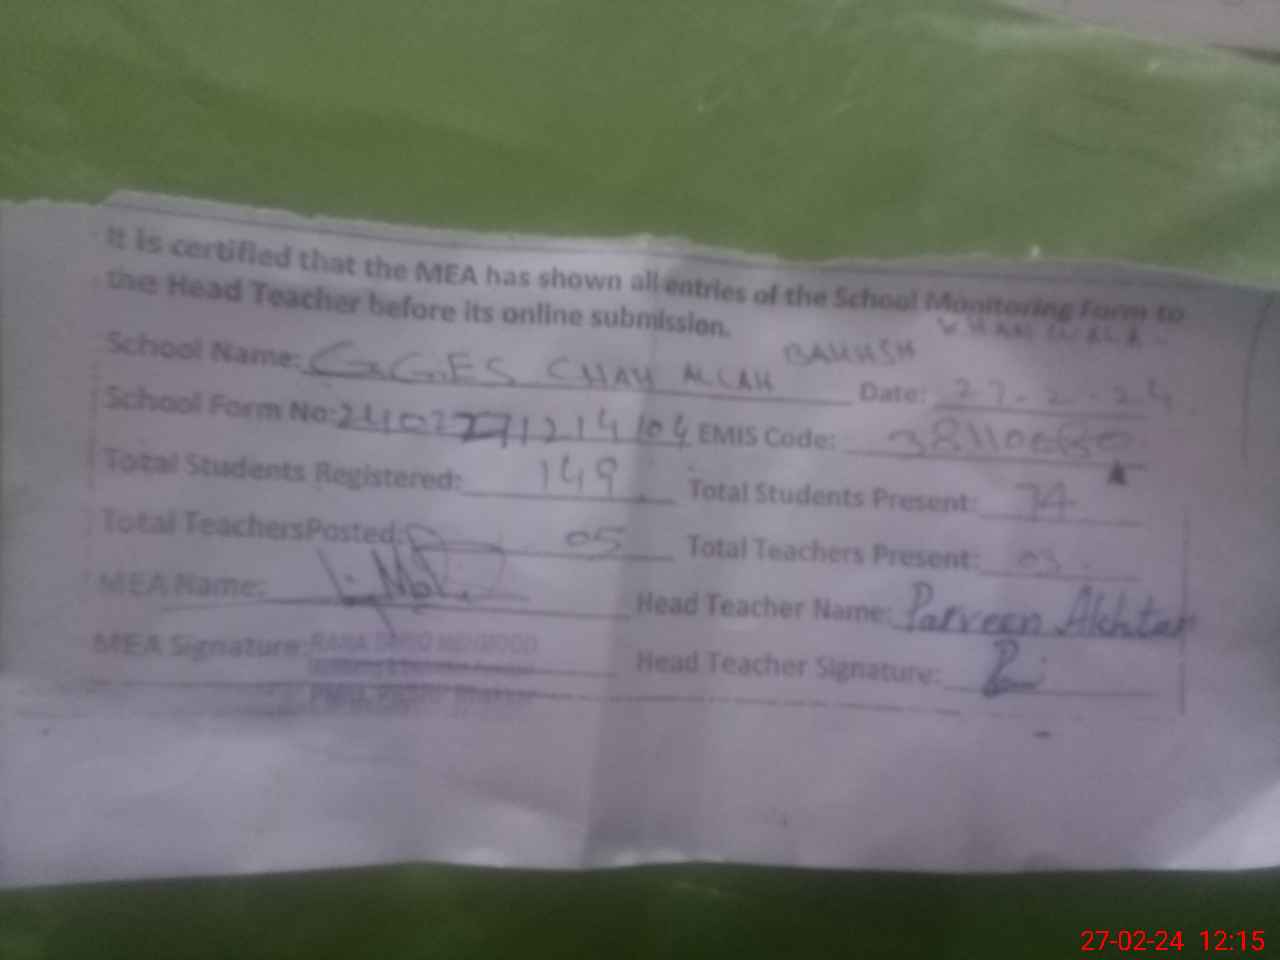 It is certified that the MEA has shown all entries of the School Monitoring Form to
the Head Teacher before its online submission.
School Name: GGES CHAH ALLAH BAKHSH KHANWALA Date: 27-2-24
School Form No: EMIS Code:
Total Students Registered: 149 Total Students Present: 74
Total TeachersPosted: 05 Total Teachers Present: 03
MEA Name: Head Teacher Name: Parveen Akhtar
MEA Signature: Head Teacher Signature:
27-02-24 12:15